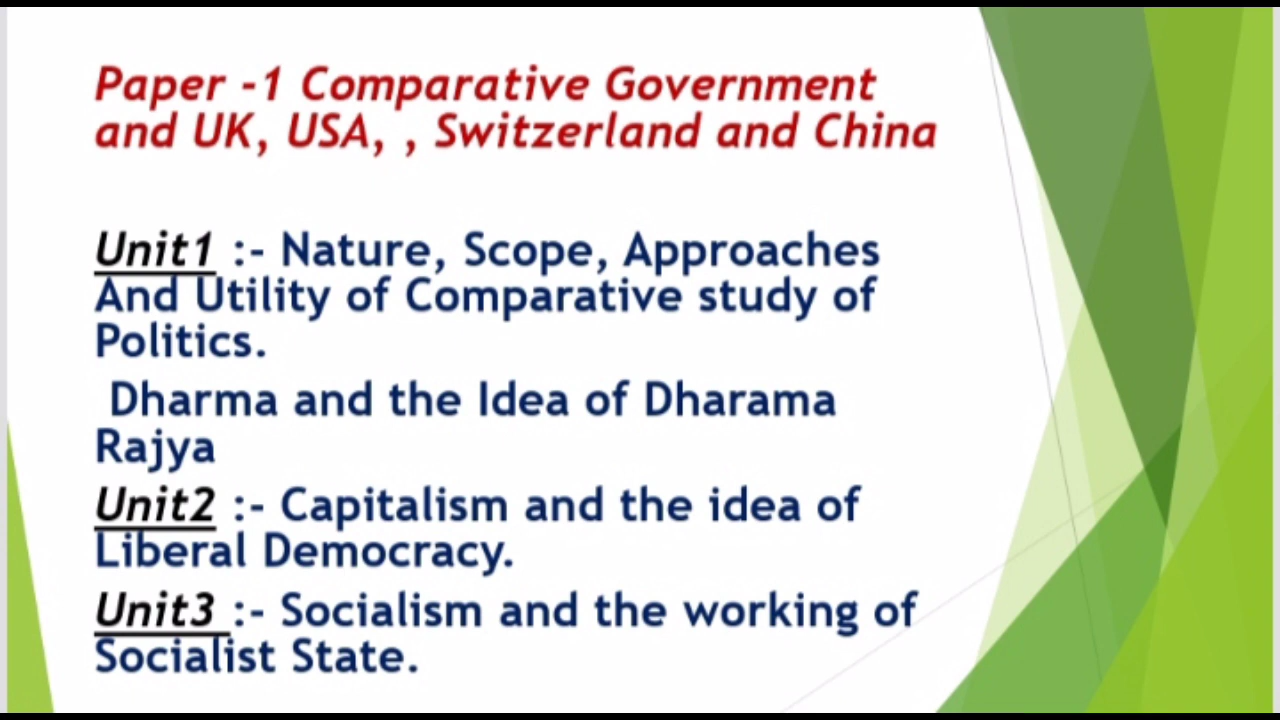 Paper -1 Comparative Government
and UK, USA, , Switzerland and China
Unit1 :- Nature, Scope, Approaches
And Utility of Comparative study of
Politics.
Dharma and the Idea of Dharama
Rajya
Unit2 :- Capitalism and the idea of
Liberal Democracy.
Unit3 :- Socialism and the working of
Socialist State.